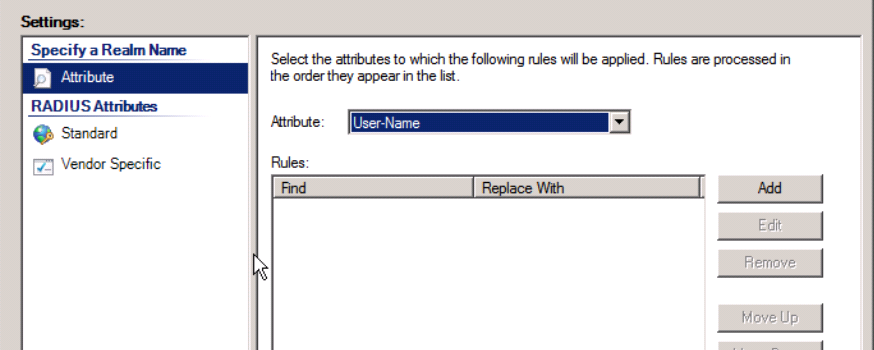 Settings:
Specify a Realm Name
Attribute
RADIUS Attributes
Standard
Vendor Specific
Select the attributes to which the following rules will be applied. Rules are processed in
the order they appear in the list.
Attribute:
User-Name
Rules:
Find
Replace With
Add
Edit
Remove
Move Up